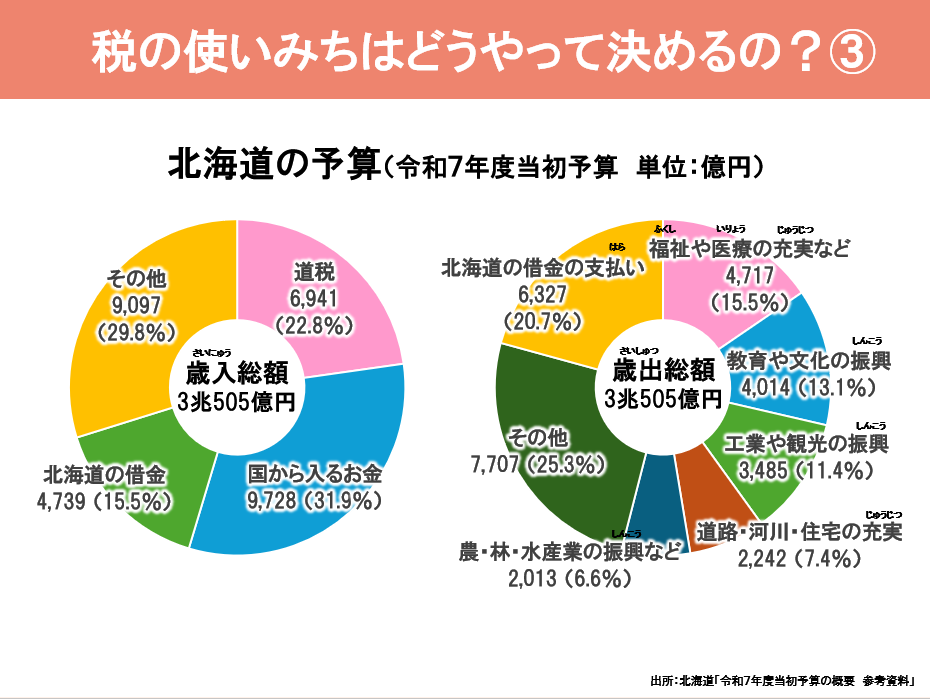 税の使いみちはどうやって決めるの？③
北海道の予算（令和7年度当初予算　単位：億円）
道税
6,941
（22.8%）
国から入るお金
9,728（31.9%）
北海道の借金
4,739（15.5%）
その他
9,097
（29.8%）
さいにゅう
歳入総額
3兆505億円
ふくし　いりょう　じゅうじつ
福祉や医療の充実など
4,717
（15.5%）
しんこう
教育や文化の振興
4,014（13.1%）
しんこう
工業や観光の振興
3,485（11.4%）
じゅうじつ
道路・河川・住宅の充実
2,242（7.4%）
しんこう
農・林・水産業の振興など
2,013（6.6%）
その他
7,707（25.3%）
はら
北海道の借金の支払い
6,327
（20.7%）
さいしゅつ
歳出総額
3兆505億円
出所：北海道「令和7年度当初予算の概要　参考資料」